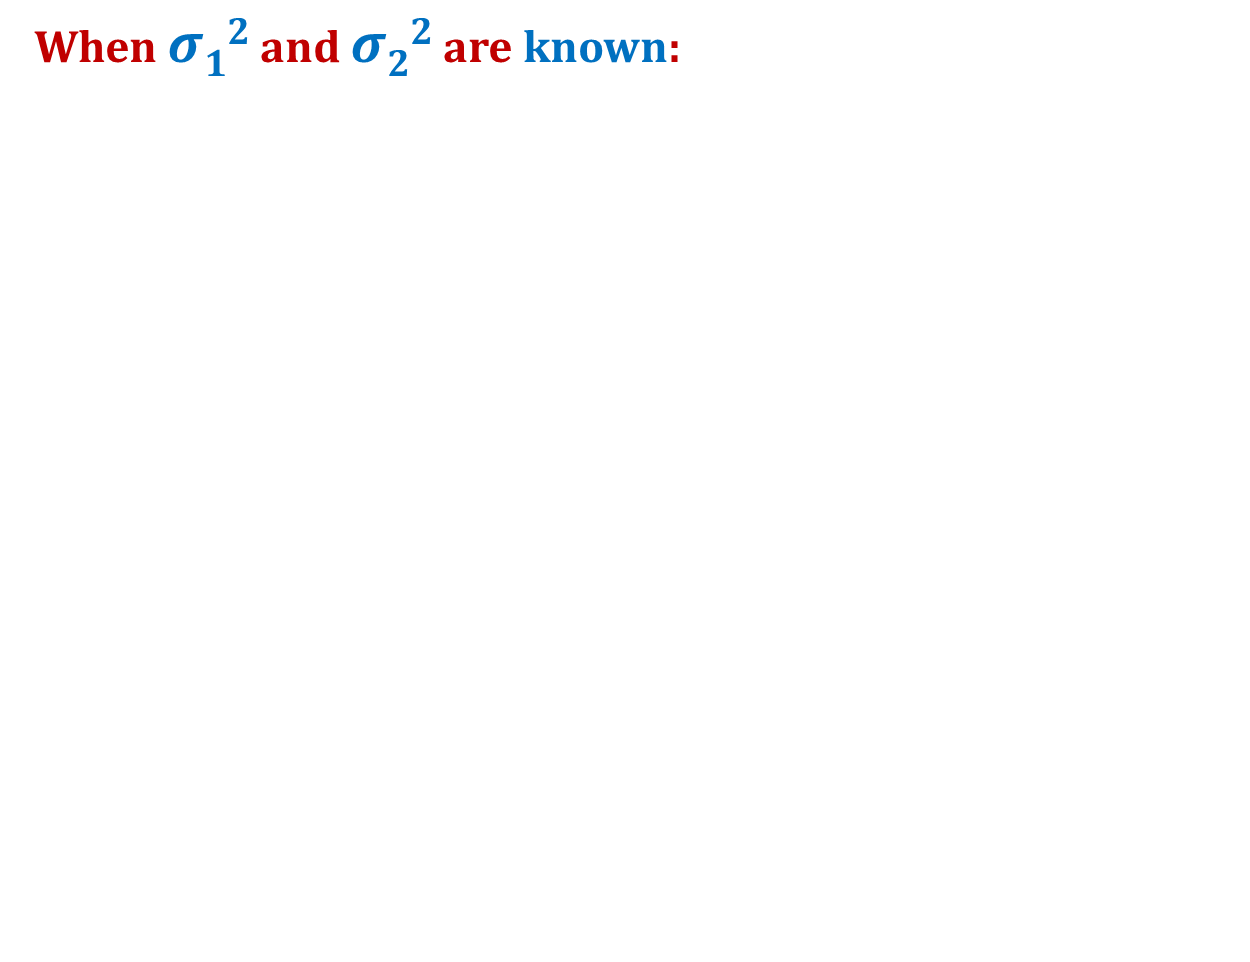 When σ₁² and σ₂² are known: